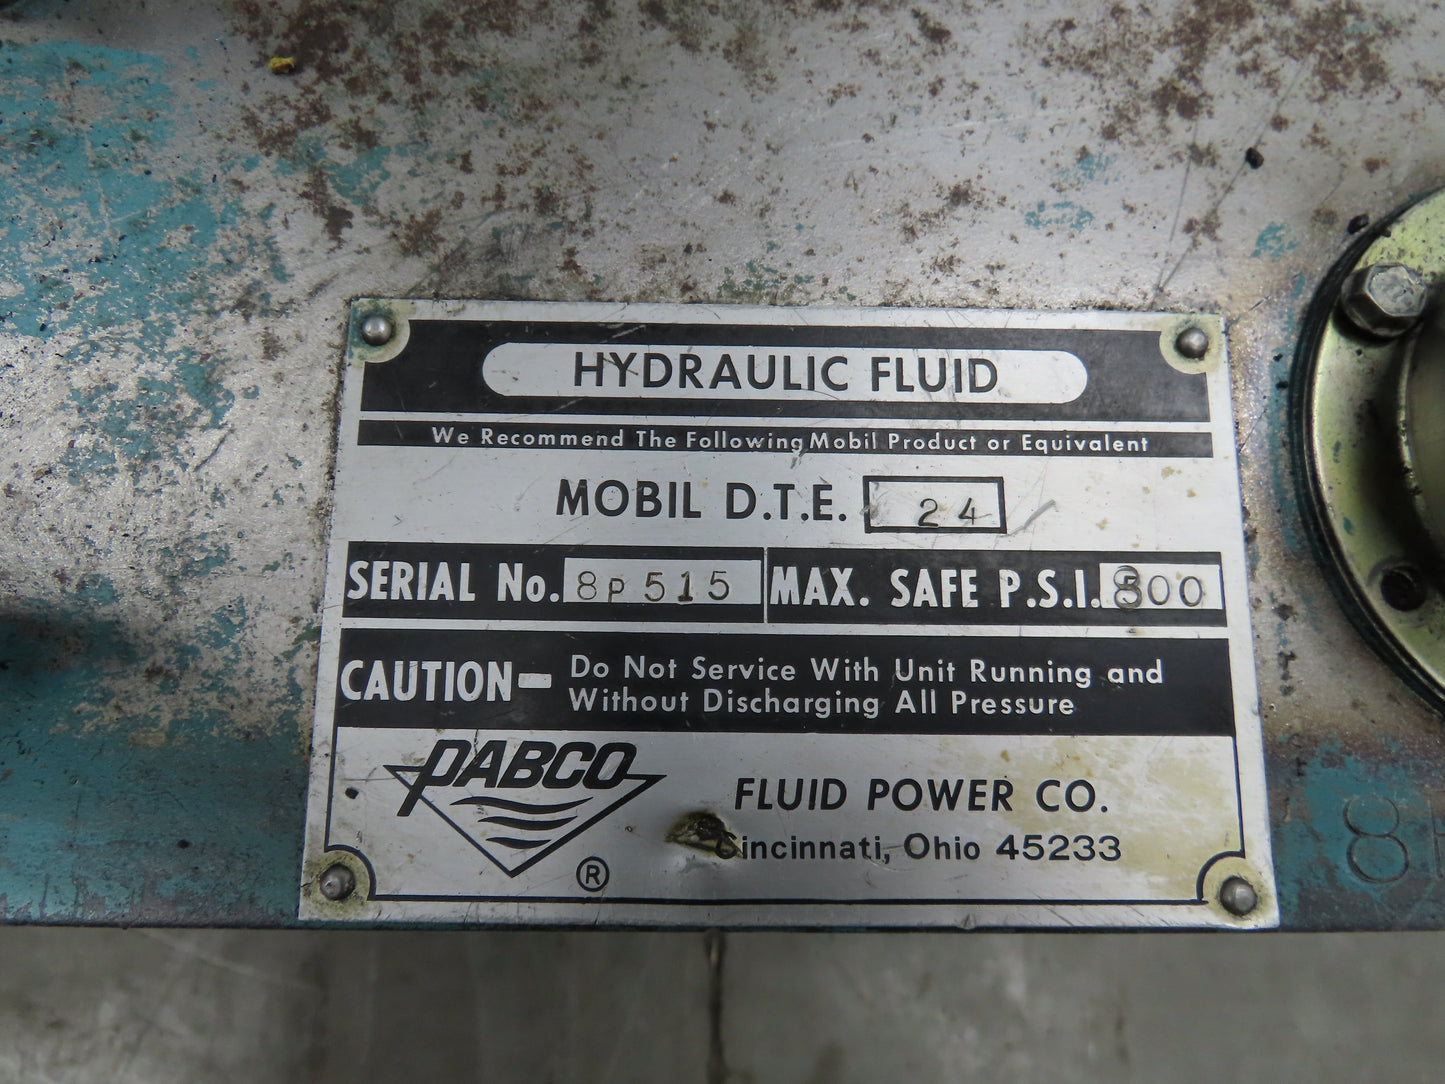 HYDRAULIC FLUID
We Recommend The Following Mobil Product or Equivalent
MOBIL D.T.E. 24
SERIAL No. 8P515 MAX. SAFE P.S.I.
CAUTION- Do Not Service With Unit Running and
Without Discharging All Pressure
PABCO
®
FLUID POWER CO.
Cincinnati, Ohio 45233